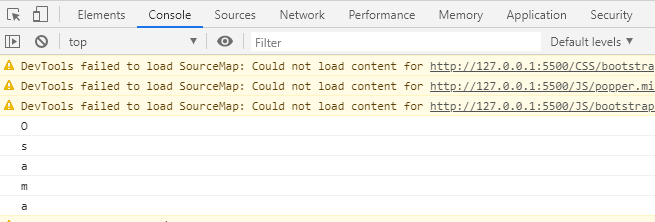 Elements Console Sources Network Performance Memory Application Security
top Filter Default levels
DevTools failed to load SourceMap: Could not load content for http://127.0.0.1:5500/CSS/bootstra
DevTools failed to load SourceMap: Could not load content for http://127.0.0.1:5500/JS/popper.mi
DevTools failed to load SourceMap: Could not load content for http://127.0.0.1:5500/JS/bootstrap
O
s
a
m
a